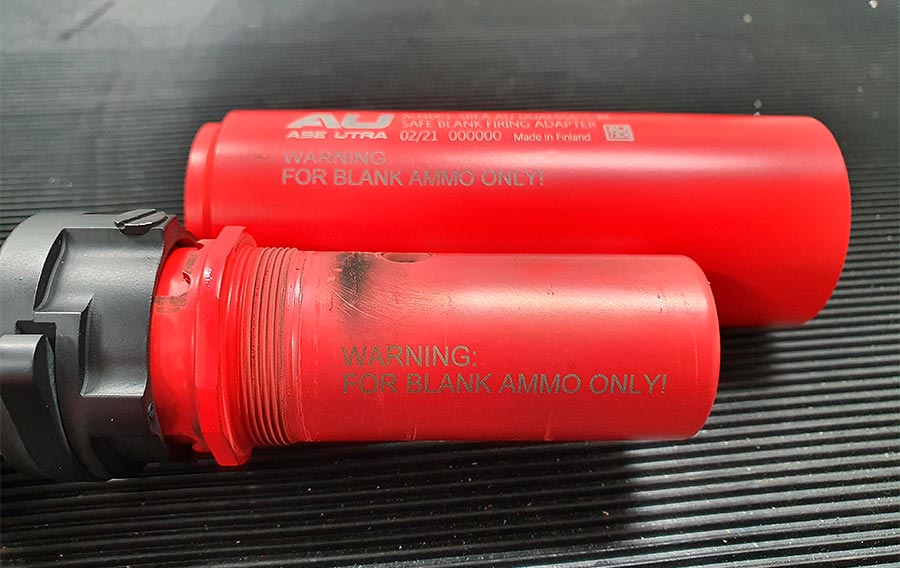 AU
ASE UTRA
SAFE BLANK FIRING ADAPTER
02/21 000000 Made in Finland
WARNING:
FOR BLANK AMMO ONLY!
WARNING:
FOR BLANK AMMO ONLY!